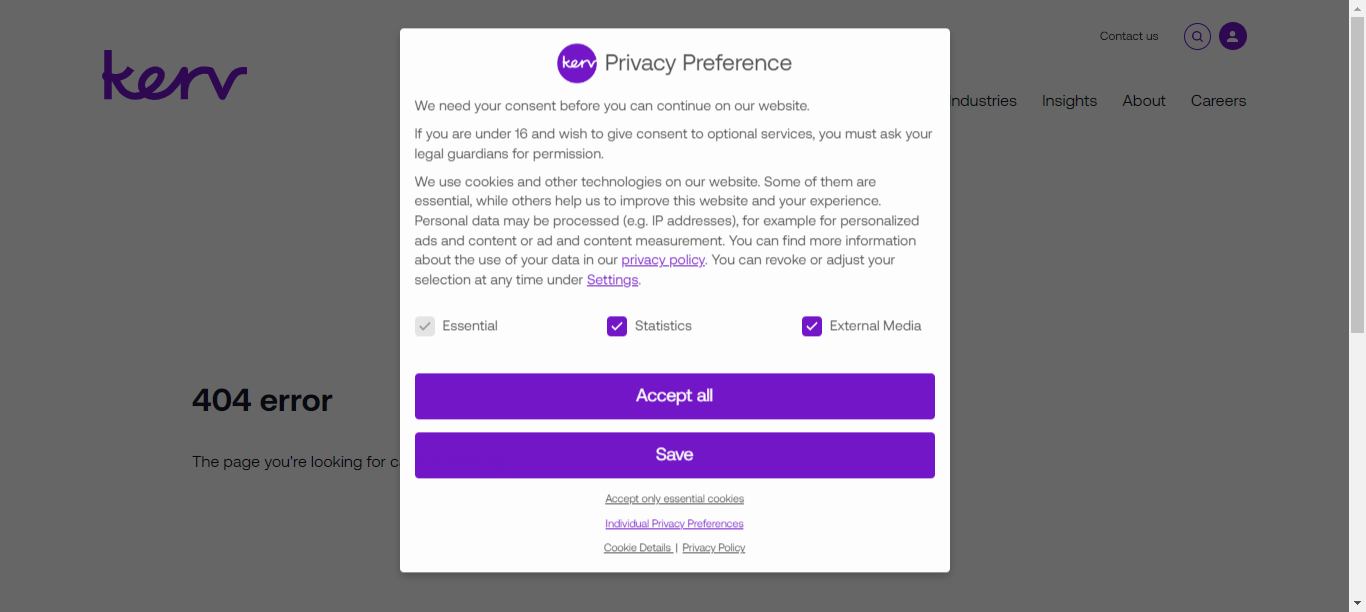 kerv
Contact us
Industries
Insights
About
Careers
kerv Privacy Preference
We need your consent before you can continue on our website.
If you are under 16 and wish to give consent to optional services, you must ask your
legal guardians for permission.
We use cookies and other technologies on our website. Some of them are
essential, while others help us to improve this website and your experience.
Personal data may be processed (e.g. IP addresses), for example for personalized
ads and content or ad and content measurement. You can find more information
about the use of your data in our privacy policy. You can revoke or adjust your
selection at any time under Settings.
Essential
Statistics
External Media
Accept all
Save
Accept only essential cookies
Individual Privacy Preferences
Cookie Details | Privacy Policy
404 error
The page you're looking for